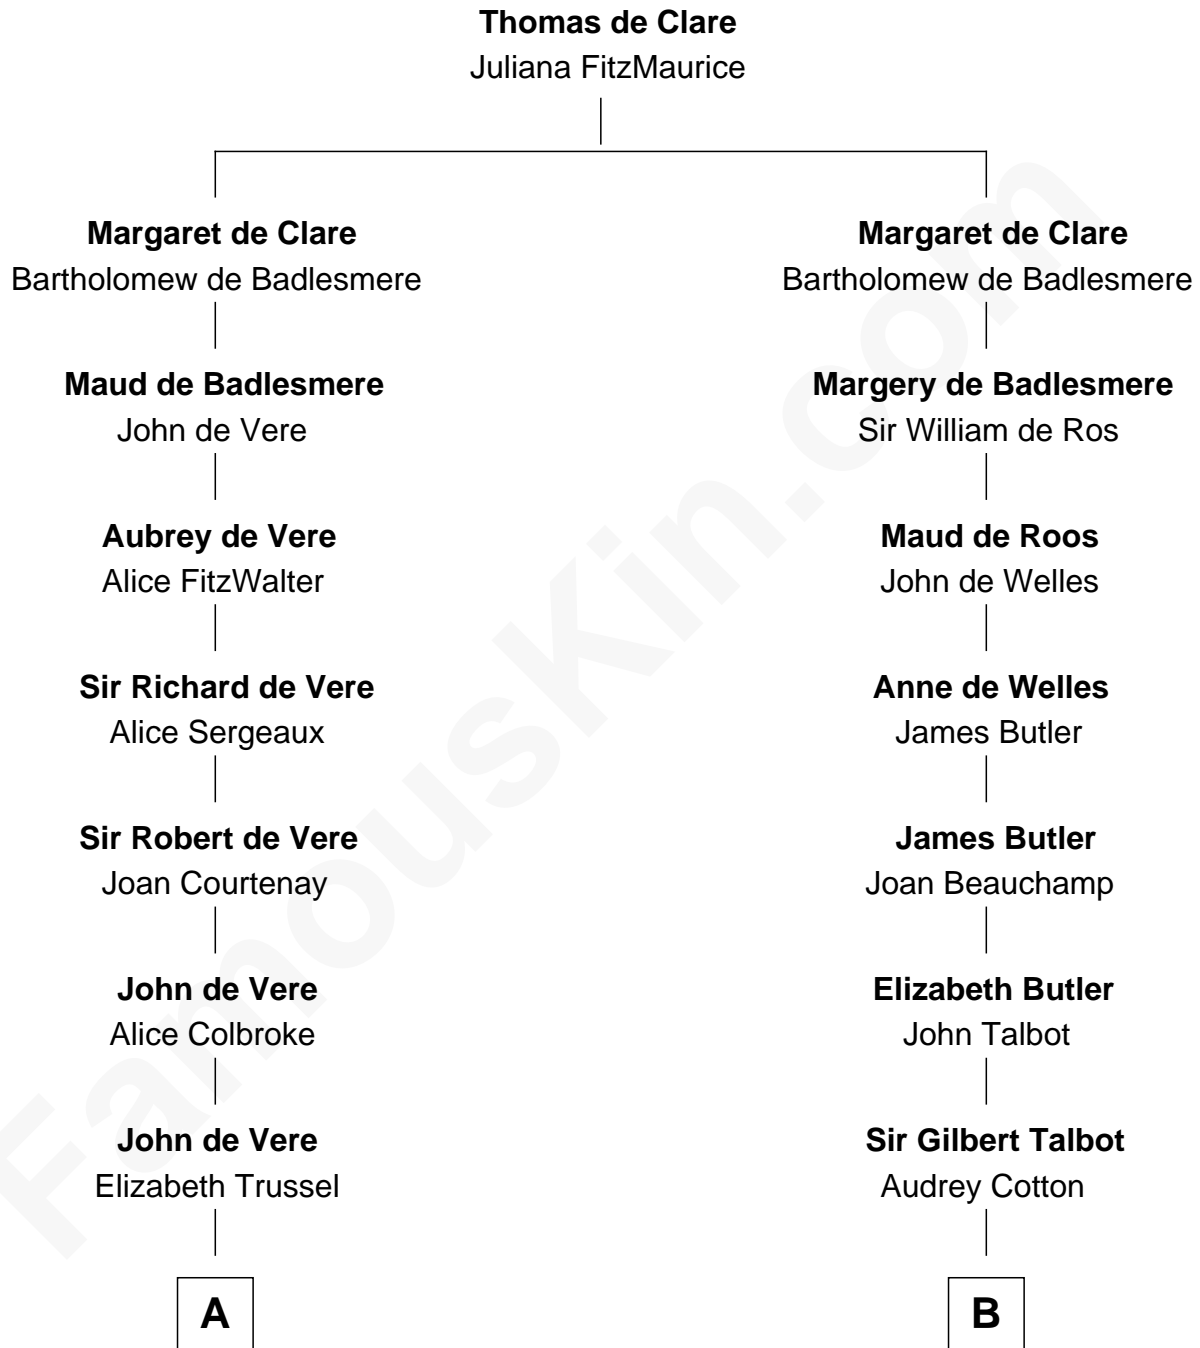 Thomas de Clare
Juliana FitzMaurice
Margaret de Clare
Bartholomew de Badlesmere
Margaret de Clare
Bartholomew de Badlesmere
Maud de Badlesmere
John de Vere
Margery de Badlesmere
Sir William de Ros
Aubrey de Vere
Alice FitzWalter
Maud de Roos
John de Welles
Sir Richard de Vere
Alice Sergeaux
Anne de Welles
James Butler
Sir Robert de Vere
Joan Courtenay
James Butler
Joan Beauchamp
John de Vere
Alice Colbroke
Elizabeth Butler
John Talbot
John de Vere
Elizabeth Trussel
Sir Gilbert Talbot
Audrey Cotton
A
B
FamousKin.com